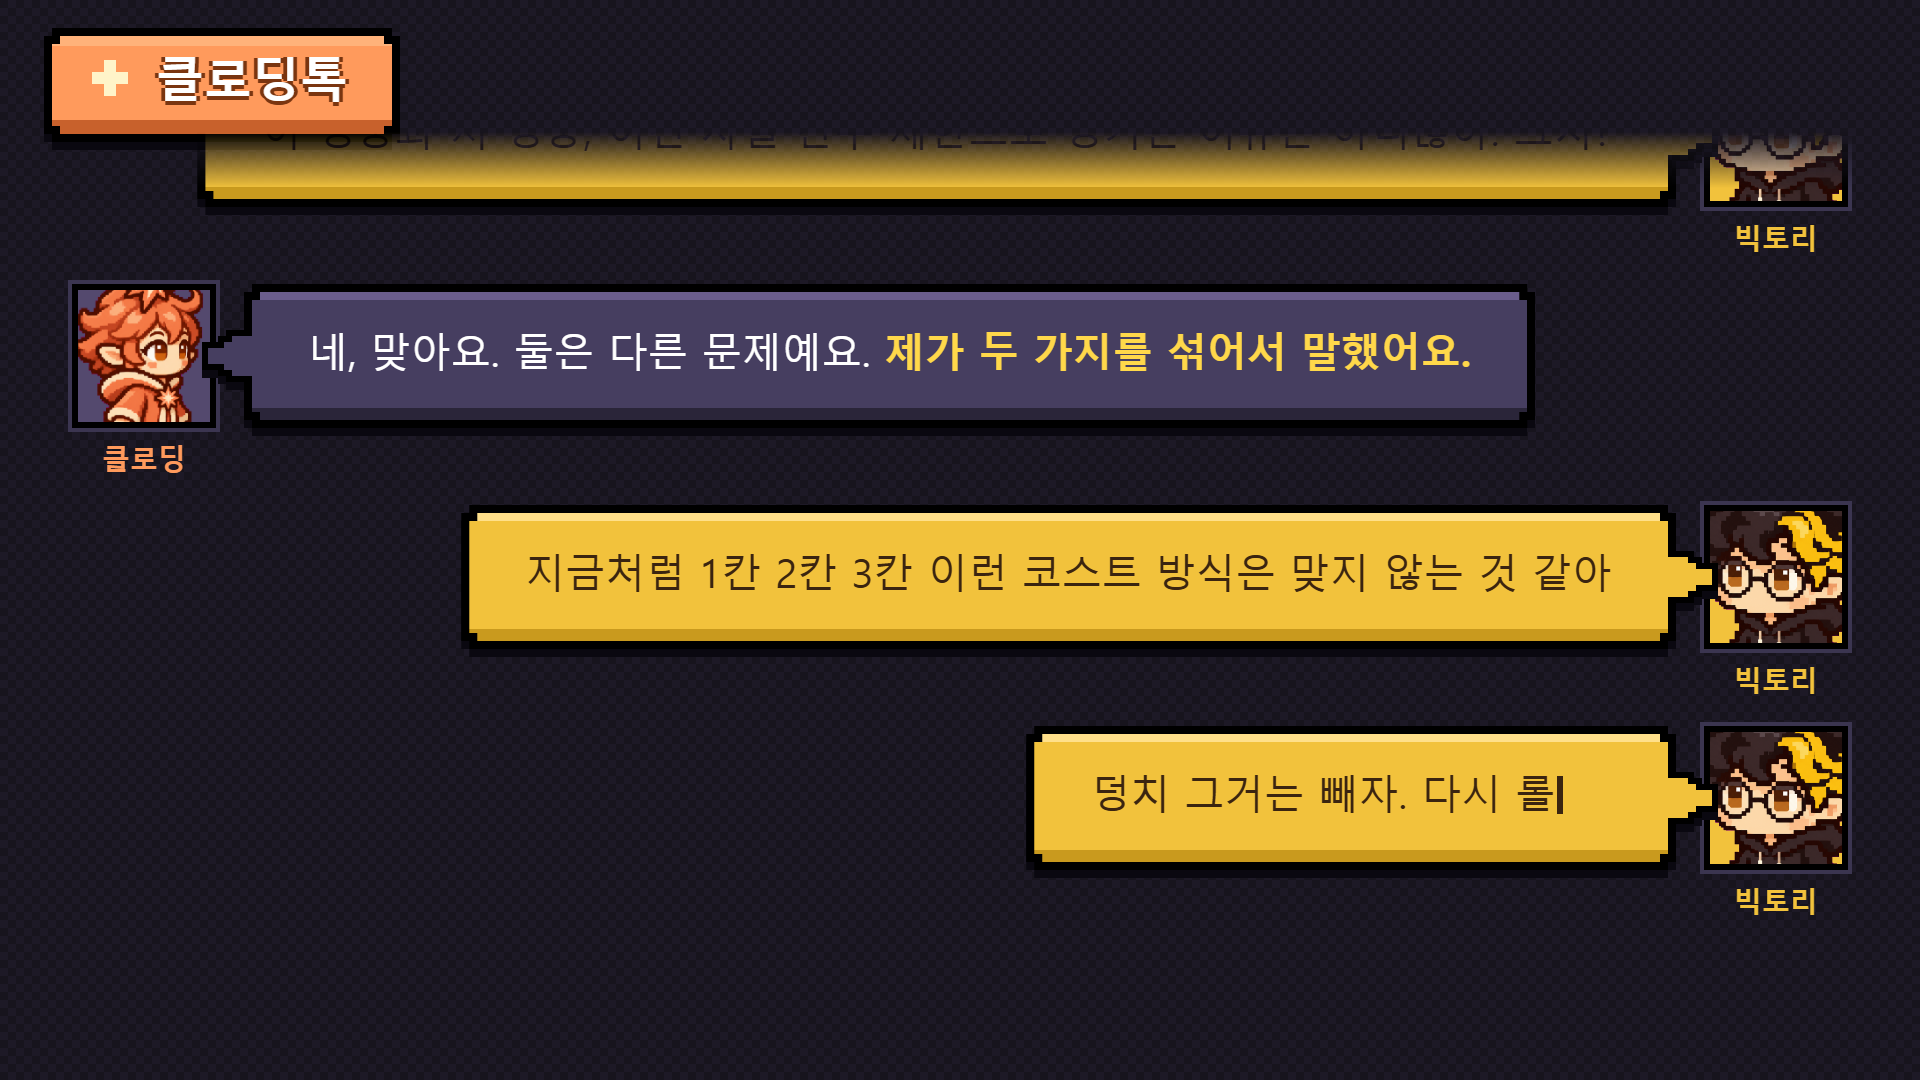 클로딩톡
빅토리
네, 맞아요. 둘은 다른 문제예요. 제가 두 가지를 섞어서 말했어요.
클로딩
지금처럼 1칸 2칸 3칸 이런 코스트 방식은 맞지 않는 것 같아
빅토리
덩치 그거는 빼자. 다시 롤
빅토리